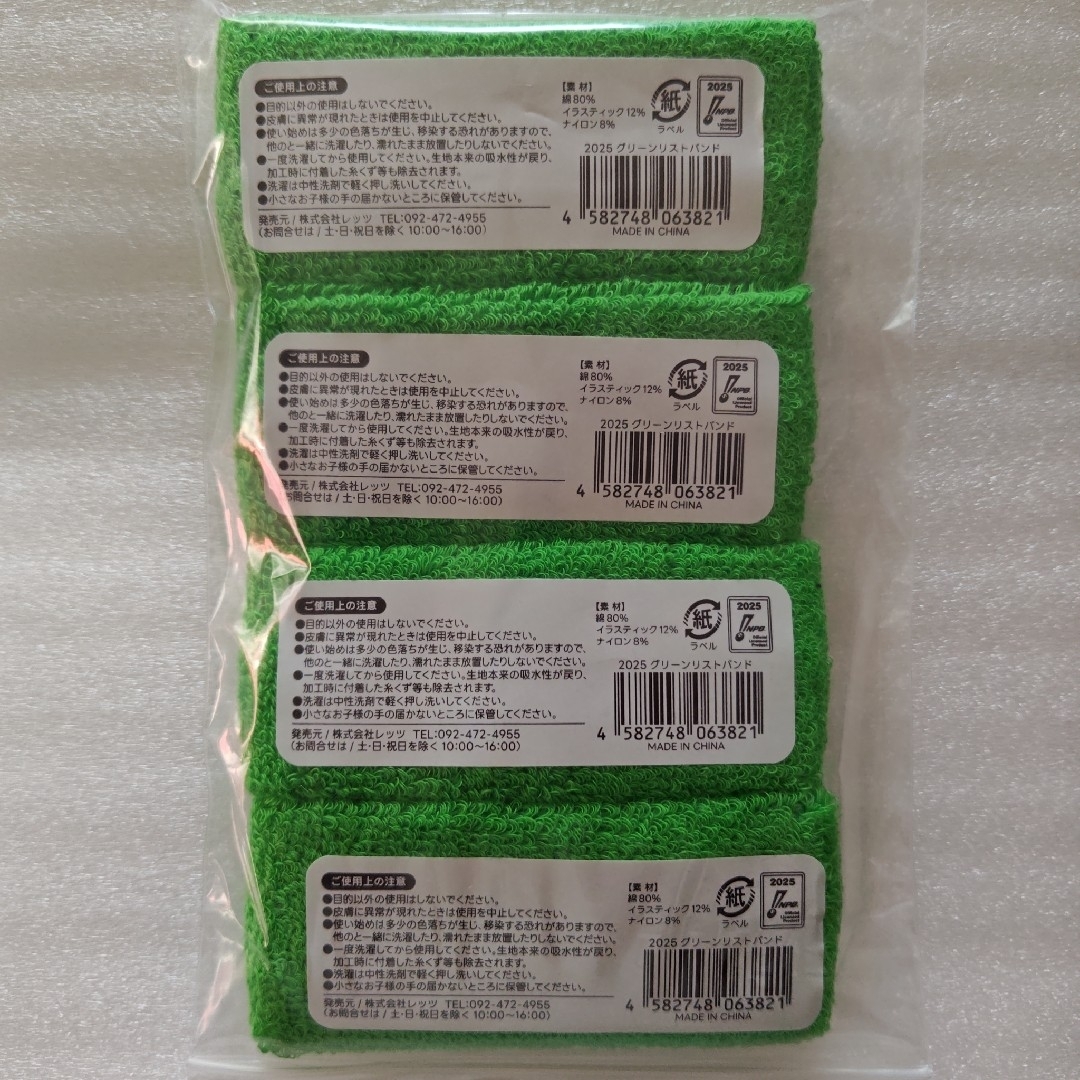 ご使用上の注意
●目的以外の使用はしないでください。
●皮膚に異常が現れたときは使用を中止してください。
●使い始めは多少の色落ちが生じ、移染する恐れがありますので、
他のと一緒に洗濯したり、濡れたまま放置したりしないでください。
●一度洗濯してから使用してください。生地本来の吸水性が戻り、
加工時に付着した糸くず等も除去されます。
●洗濯は中性洗剤で軽く押し洗いしてください。
●小さなお子様の手の届かないところに保管してください。
発売元 / 株式会社レッツ TEL:092-472-4955
(お問合せは / 土・日・祝日を除く 10:00〜16:00)
【素材】
綿80%
イラスティック12%
ナイロン8%
紙
ラベル
2025
NPB
Official
Licensed
Product
2025 グリーンリストバンド
4 582748 063821
MADE IN CHINA
ご使用上の注意
●目的以外の使用はしないでください。
●皮膚に異常が現れたときは使用を中止してください。
●使い始めは多少の色落ちが生じ、移染する恐れがありますので、
他のと一緒に洗濯したり、濡れたまま放置したりしないでください。
●一度洗濯してから使用してください。生地本来の吸水性が戻り、
加工時に付着した糸くず等も除去されます。
●洗濯は中性洗剤で軽く押し洗いしてください。
●小さなお子様の手の届かないところに保管してください。
発売元 / 株式会社レッツ TEL:092-472-4955
(お問合せは / 土・日・祝日を除く 10:00〜16:00)
【素材】
綿80%
イラスティック12%
ナイロン8%
紙
ラベル
2025
NPB
Official
Licensed
Product
2025 グリーンリストバンド
4 582748 063821
MADE IN CHINA
ご使用上の注意
●目的以外の使用はしないでください。
●皮膚に異常が現れたときは使用を中止してください。
●使い始めは多少の色落ちが生じ、移染する恐れがありますので、
他のと一緒に洗濯したり、濡れたまま放置したりしないでください。
●一度洗濯してから使用してください。生地本来の吸水性が戻り、
加工時に付着した糸くず等も除去されます。
●洗濯は中性洗剤で軽く押し洗いしてください。
●小さなお子様の手の届かないところに保管してください。
発売元 / 株式会社レッツ TEL:092-472-4955
(お問合せは / 土・日・祝日を除く 10:00〜16:00)
【素材】
綿80%
イラスティック12%
ナイロン8%
紙
ラベル
2025
NPB
Official
Licensed
Product
2025 グリーンリストバンド
4 582748 063821
MADE IN CHINA
ご使用上の注意
●目的以外の使用はしないでください。
●皮膚に異常が現れたときは使用を中止してください。
●使い始めは多少の色落ちが生じ、移染する恐れがありますので、
他のと一緒に洗濯したり、濡れたまま放置したりしないでください。
●一度洗濯してから使用してください。生地本来の吸水性が戻り、
加工時に付着した糸くず等も除去されます。
●洗濯は中性洗剤で軽く押し洗いしてください。
●小さなお子様の手の届かないところに保管してください。
発売元 / 株式会社レッツ TEL:092-472-4955
(お問合せは / 土・日・祝日を除く 10:00〜16:00)
【素材】
綿80%
イラスティック12%
ナイロン8%
紙
ラベル
2025
NPB
Official
Licensed
Product
2025 グリーンリストバンド
4 582748 063821
MADE IN CHINA